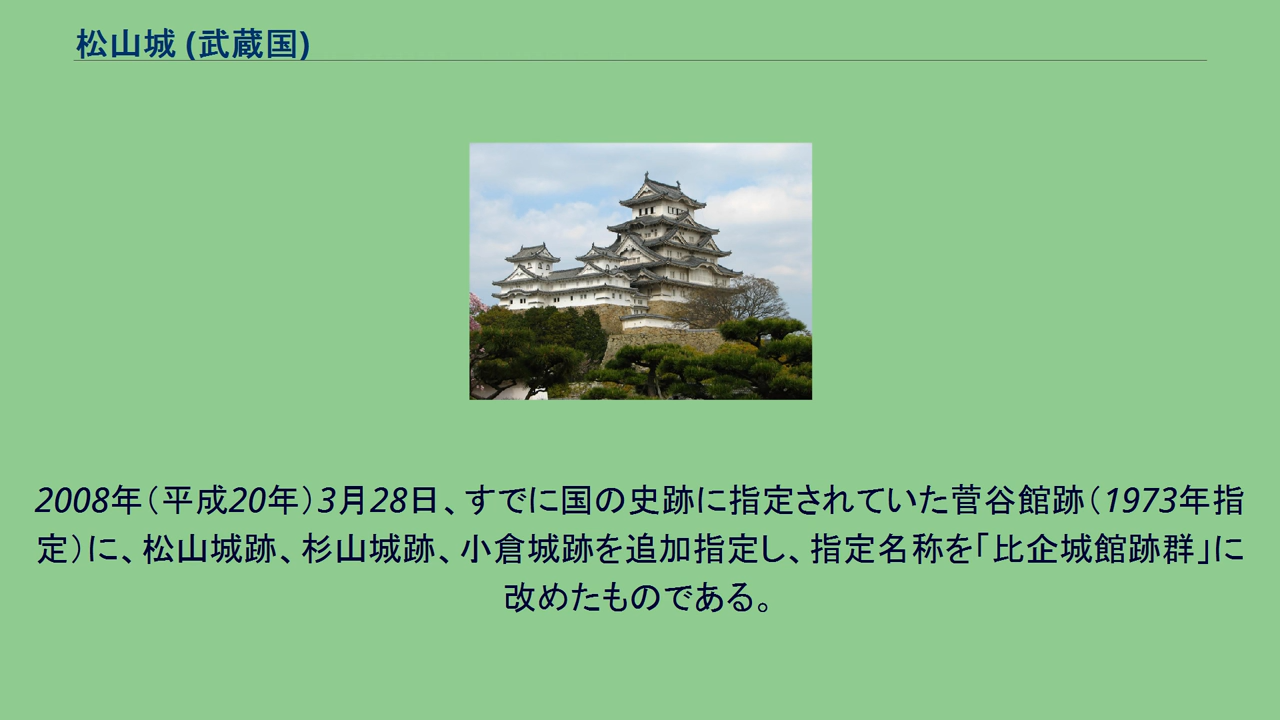 松山城 (武蔵国)
2008年（平成20年）3月28日、すでに国の史跡に指定されていた菅谷館跡（1973年指
定）に、松山城跡、杉山城跡、小倉城跡を追加指定し、指定名称を「比企城館跡群」に
改めたものである。